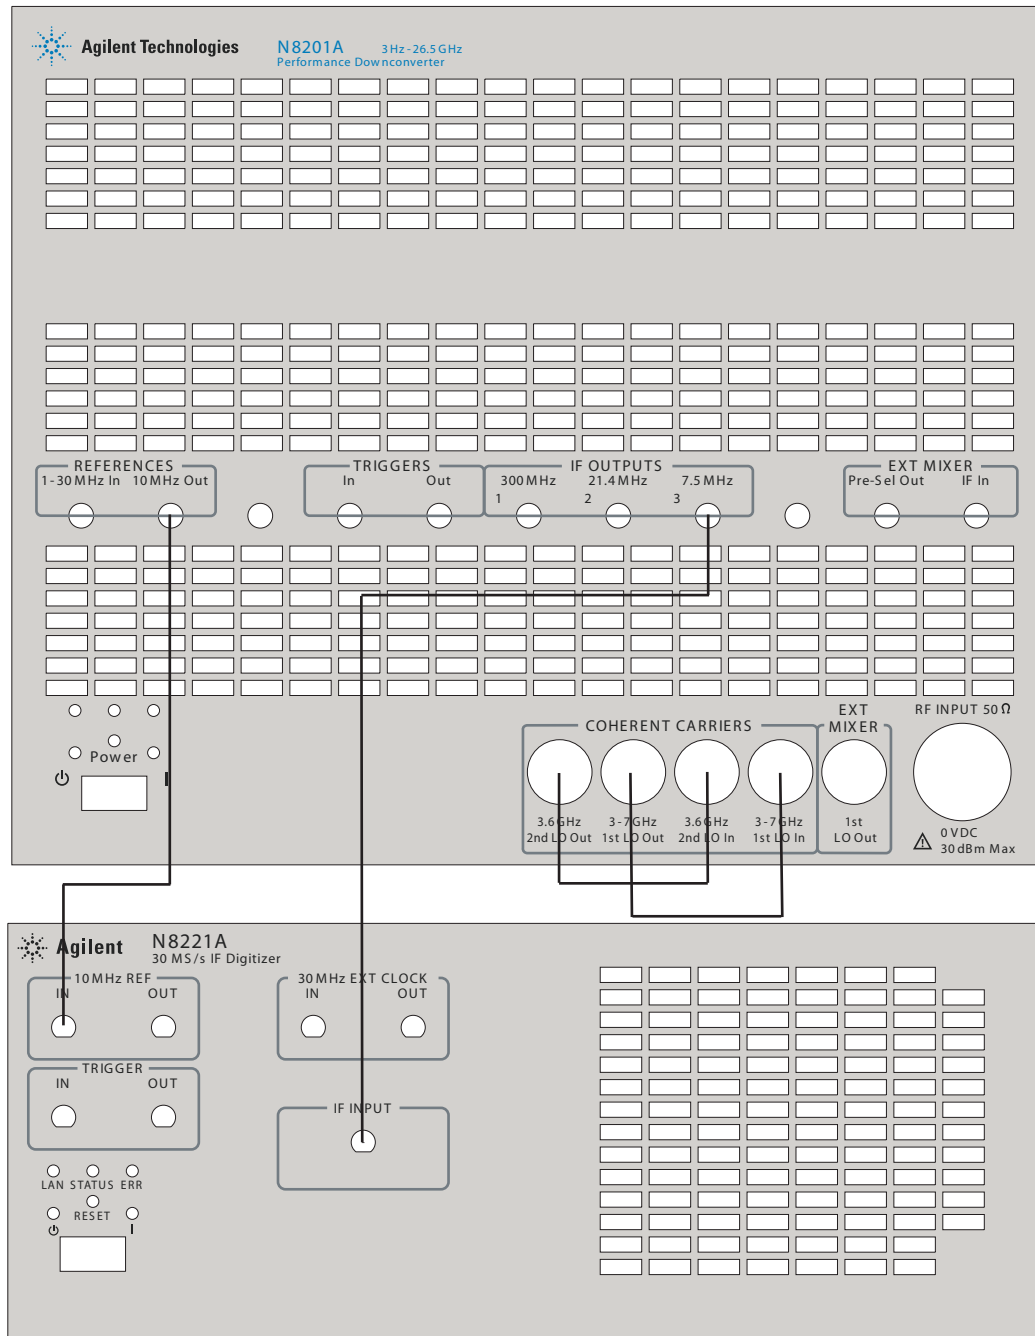 Agilent Technologies
N8201A 3 Hz - 26.5 GHz
Performance Downconverter
REFERENCES
1 - 30 MHz In 10 MHz Out
TRIGGERS
In Out
IF OUTPUTS
300 MHz 21.4 MHz 7.5 MHz
1 2 3
EXT MIXER
Pre-Sel Out IF In
Power
COHERENT CARRIERS
3.6 GHz 3 - 7 GHz 3.6 GHz 3 - 7 GHz
2nd LO Out 1st LO Out 2nd LO In 1st LO In
EXT
MIXER
1st
LO Out
RF INPUT 50 Ω
0 VDC
30 dBm Max
Agilent
N8221A
30 MS/s IF Digitizer
10 MHz REF
IN OUT
30 MHz EXT CLOCK
IN OUT
TRIGGER
IN OUT
IF INPUT
LAN STATUS ERR
RESET